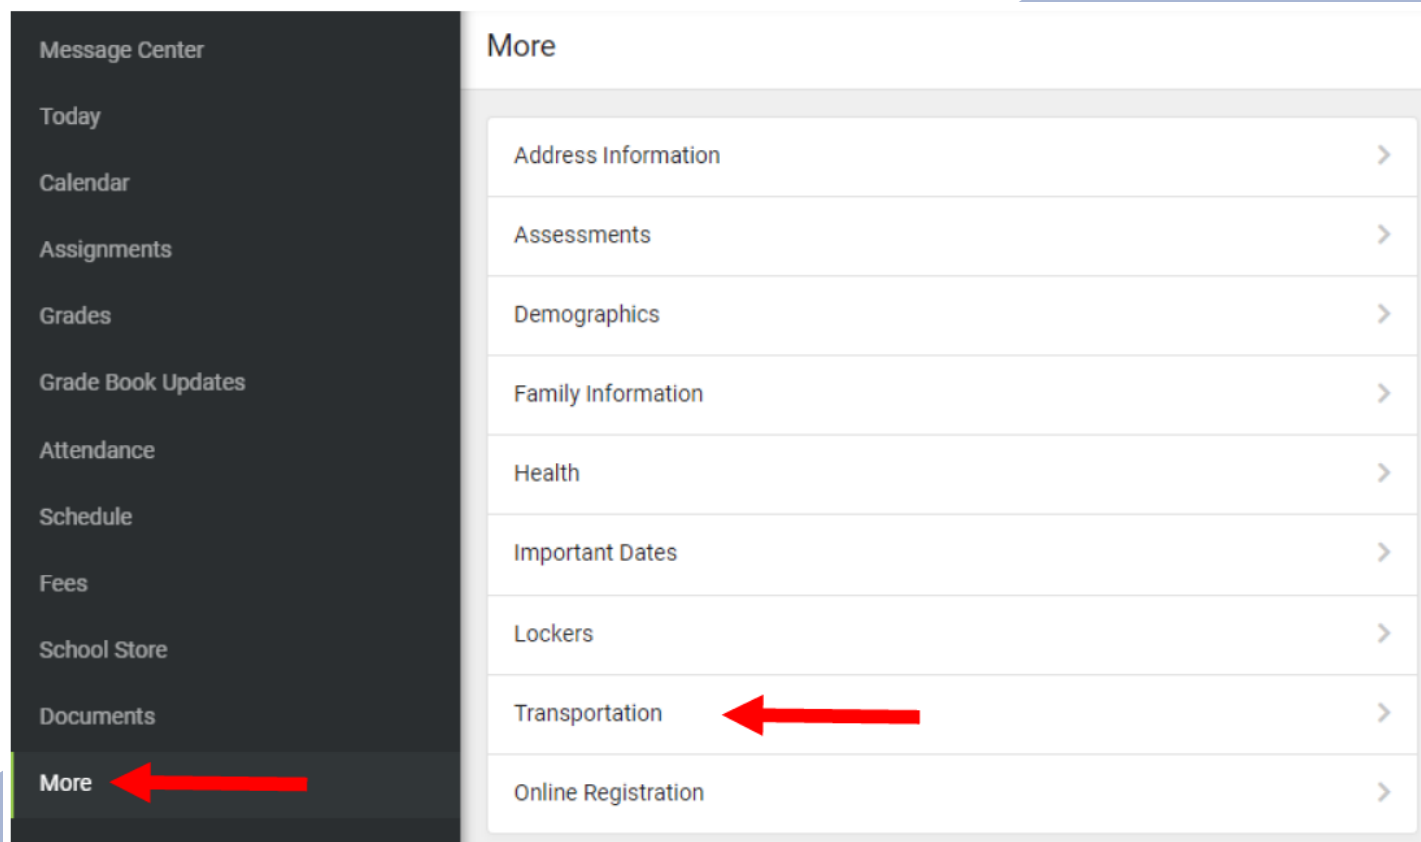 Message Center
Today
Calendar
Assignments
Grades
Grade Book Updates
Attendance
Schedule
Fees
School Store
Documents
More
More
Address Information
Assessments
Demographics
Family Information
Health
Important Dates
Lockers
Transportation
Online Registration